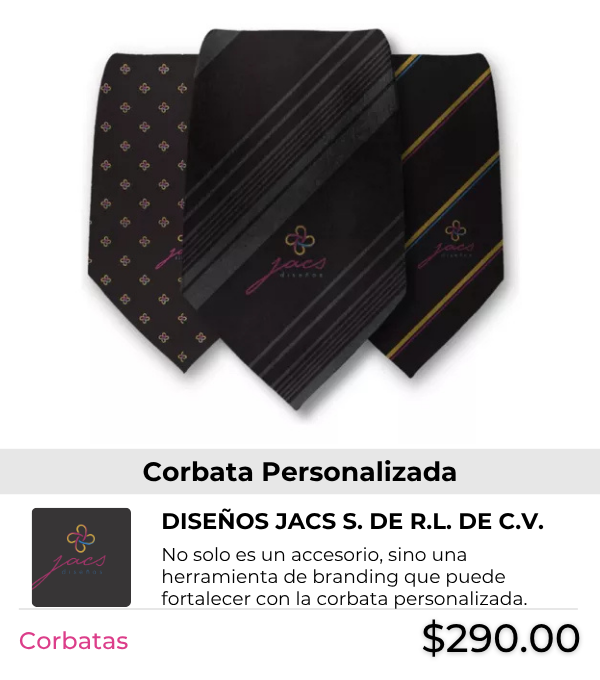 jacs
diseños
jacs
diseños
Corbata Personalizada
jacs
diseños
DISEÑOS JACS S. DE R.L. DE C.V.
No solo es un accesorio, sino una
herramienta de branding que puede
fortalecer con la corbata personalizada.
Corbatas
$290.00